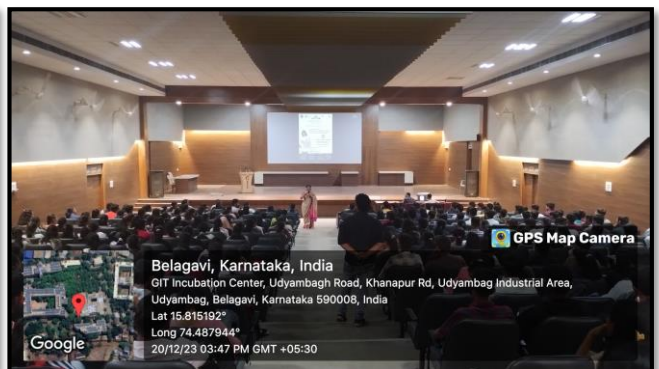 GPS Map Camera
Belagavi, Karnataka, India
GIT Incubation Center, Udyambagh Road, Khanapur Rd, Udyambag Industrial Area,
Udyambag, Belagavi, Karnataka 590008, India
Lat 15.815192°
Long 74.487944°
20/12/23 03:47 PM GMT +05:30
Google